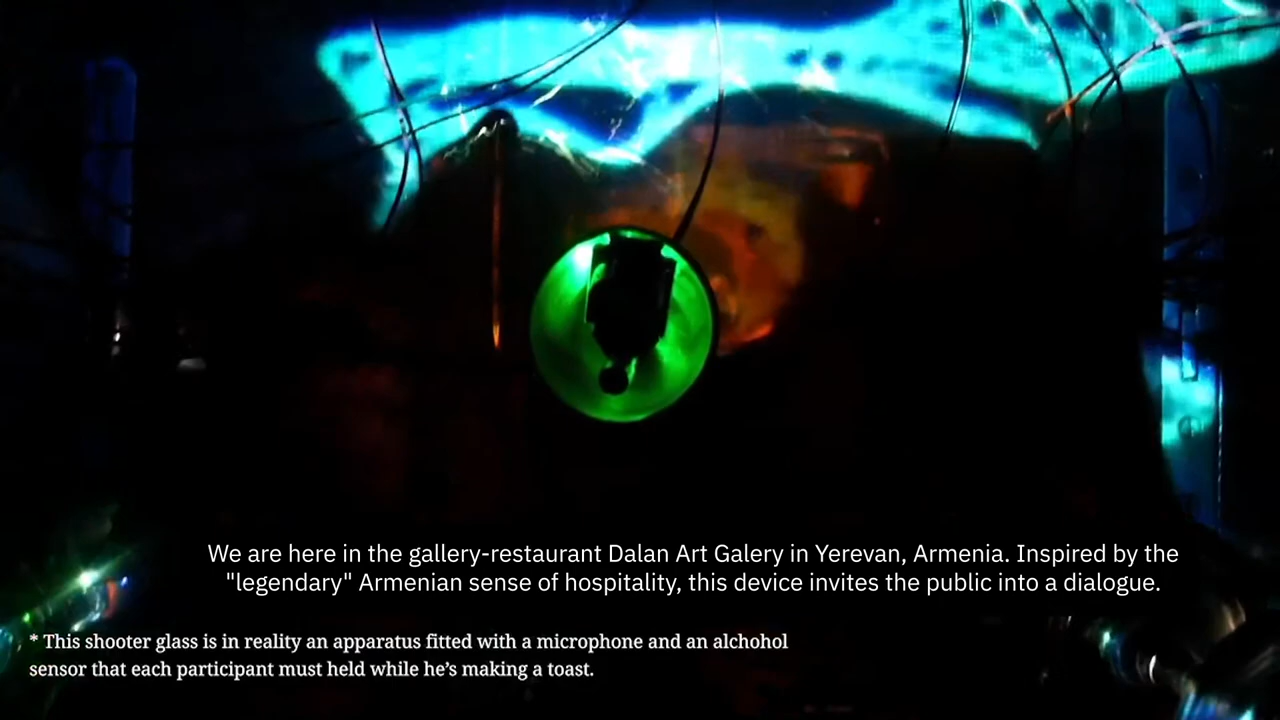 We are here in the gallery-restaurant Dalan Art Galery in Yerevan, Armenia. Inspired by the
"legendary" Armenian sense of hospitality, this device invites the public into a dialogue.
* This shooter glass is in reality an apparatus fitted with a microphone and an alchohol
sensor that each participant must held while he’s making a toast.